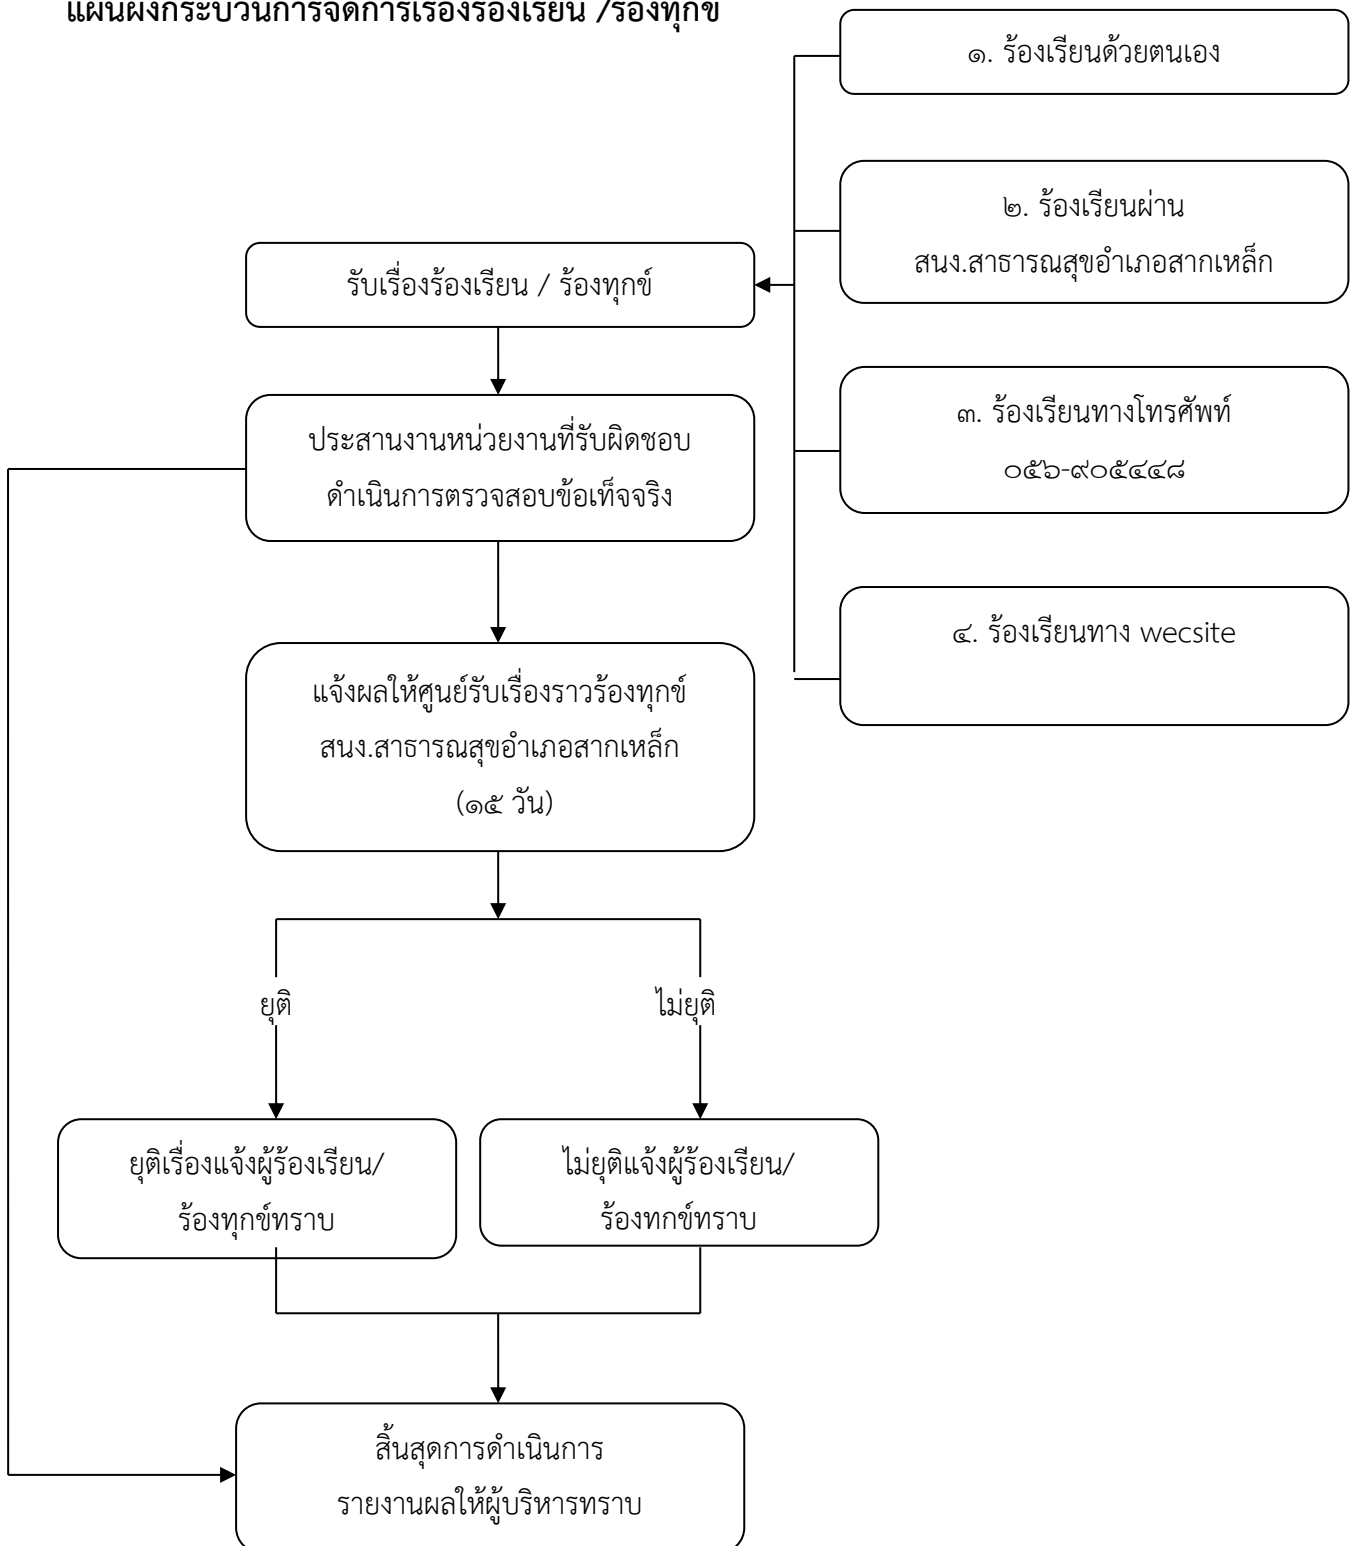 แผนผังกระบวนการจัดการเรื่องร้องเรียน /ร้องทุกข์
๑. ร้องเรียนด้วยตนเอง
๒. ร้องเรียนผ่าน
สนง.สาธารณสุขอำเภอสากเหล็ก
รับเรื่องร้องเรียน / ร้องทุกข์
๓. ร้องเรียนทางโทรศัพท์
๐๕๖-๙๐๕๔๔๘
ประสานงานหน่วยงานที่รับผิดชอบ
ดำเนินการตรวจสอบข้อเท็จจริง
๔. ร้องเรียนทาง wecsite
แจ้งผลให้ศูนย์รับเรื่องราวร้องทุกข์
สนง.สาธารณสุขอำเภอสากเหล็ก
(๑๕ วัน)
ยุติ
ไม่ยุติ
ยุติเรื่องแจ้งผู้ร้องเรียน/
ร้องทุกข์ทราบ
ไม่ยุติแจ้งผู้ร้องเรียน/
ร้องทกข์ทราบ
สิ้นสุดการดำเนินการ
รายงานผลให้ผู้บริหารทราบ